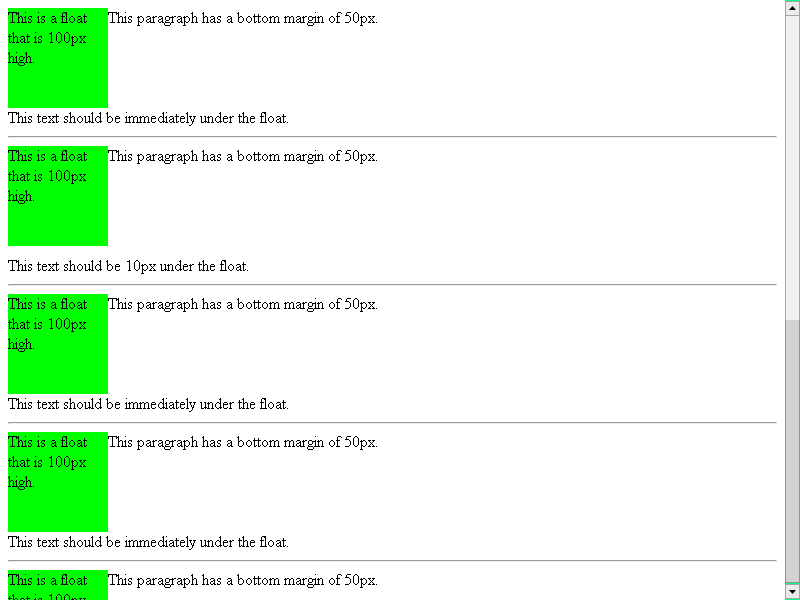 This is a float This paragraph has a bottom margin of 50px.
that is 100px
high.
This text should be immediately under the float.
This is a float This paragraph has a bottom margin of 50px.
that is 100px
high.
This text should be 10px under the float.
This is a float This paragraph has a bottom margin of 50px.
that is 100px
high.
This text should be immediately under the float.
This is a float This paragraph has a bottom margin of 50px.
that is 100px
high.
This text should be immediately under the float.
This is a float This paragraph has a bottom margin of 50px.
that is 100px